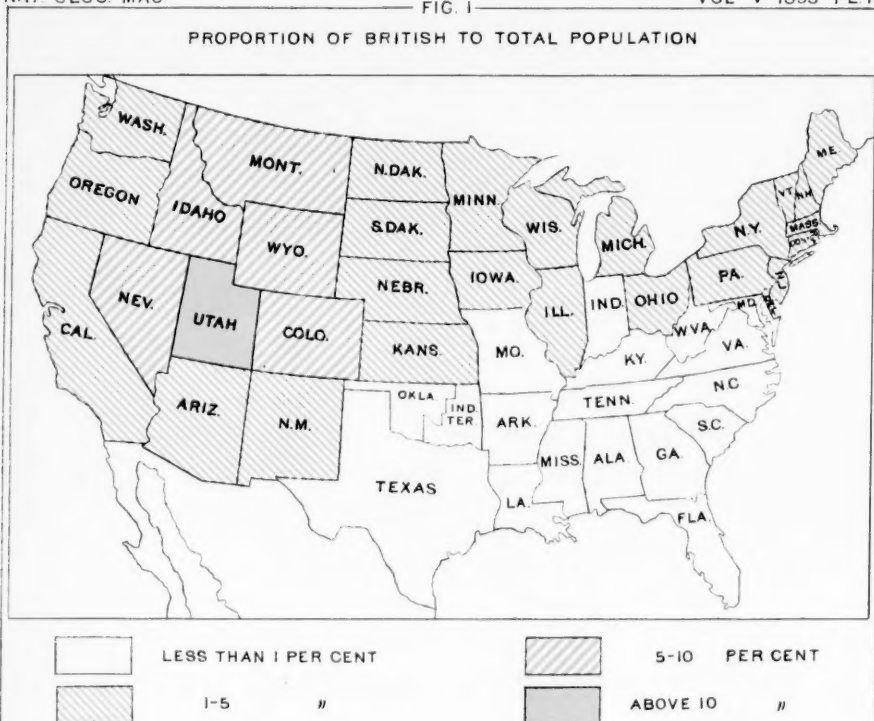 FIG. I
PROPORTION OF BRITISH TO TOTAL POPULATION
WASH.
OREGON
IDAHO
MONT.
WYO.
NEV.
CAL.
UTAH
COLO.
ARIZ.
N.M.
N.DAK.
S.DAK.
NEBR.
KANS.
OKLA
IND.
TER.
TEXAS
MINN.
IOWA
MO.
ARK.
LA.
WIS.
ILL.
MICH.
IND.
OHIO
KY.
TENN.
MISS.
ALA.
GA.
FLA.
S.C.
N.C
VA.
W.VA.
MD.
PA.
N.Y.
VT.
N.H.
ME.
MASS.
LESS THAN I PER CENT
1-5 "
5-10 PER CENT
ABOVE 10 "